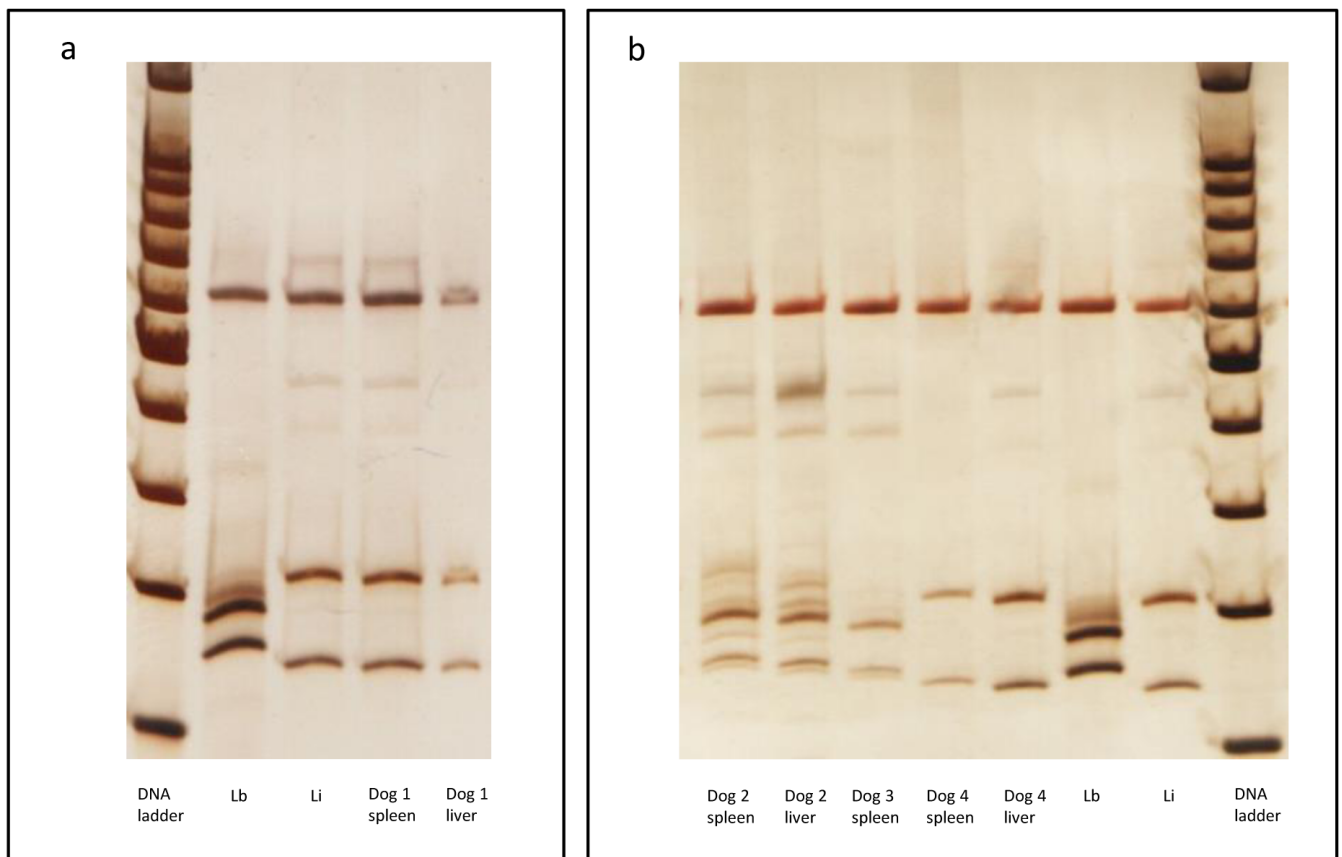 a
b
DNA
ladder
Lb
Li
Dog 1
spleen
Dog 1
liver
Dog 2
spleen
Dog 2
liver
Dog 3
spleen
Dog 4
spleen
Dog 4
liver
Lb
Li
DNA
ladder